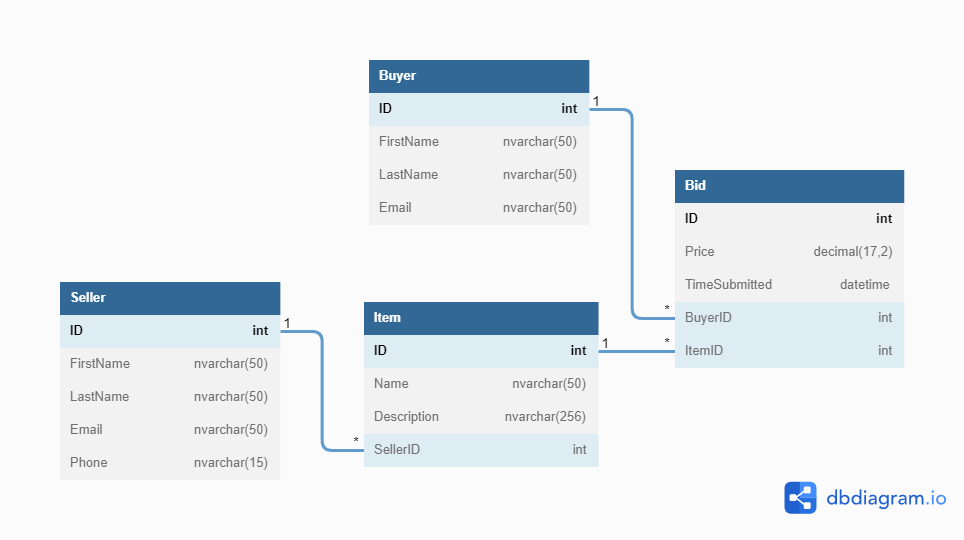 Buyer
ID int
FirstName nvarchar(50)
LastName nvarchar(50)
Email nvarchar(50)
1
Bid
ID int
Price decimal(17,2)
TimeSubmitted datetime
* BuyerID int
* ItemID int
Seller
ID int
FirstName nvarchar(50)
LastName nvarchar(50)
Email nvarchar(50)
Phone nvarchar(15)
1
Item
ID int
Name nvarchar(50)
Description nvarchar(256)
* SellerID int
1
dbdiagram.io